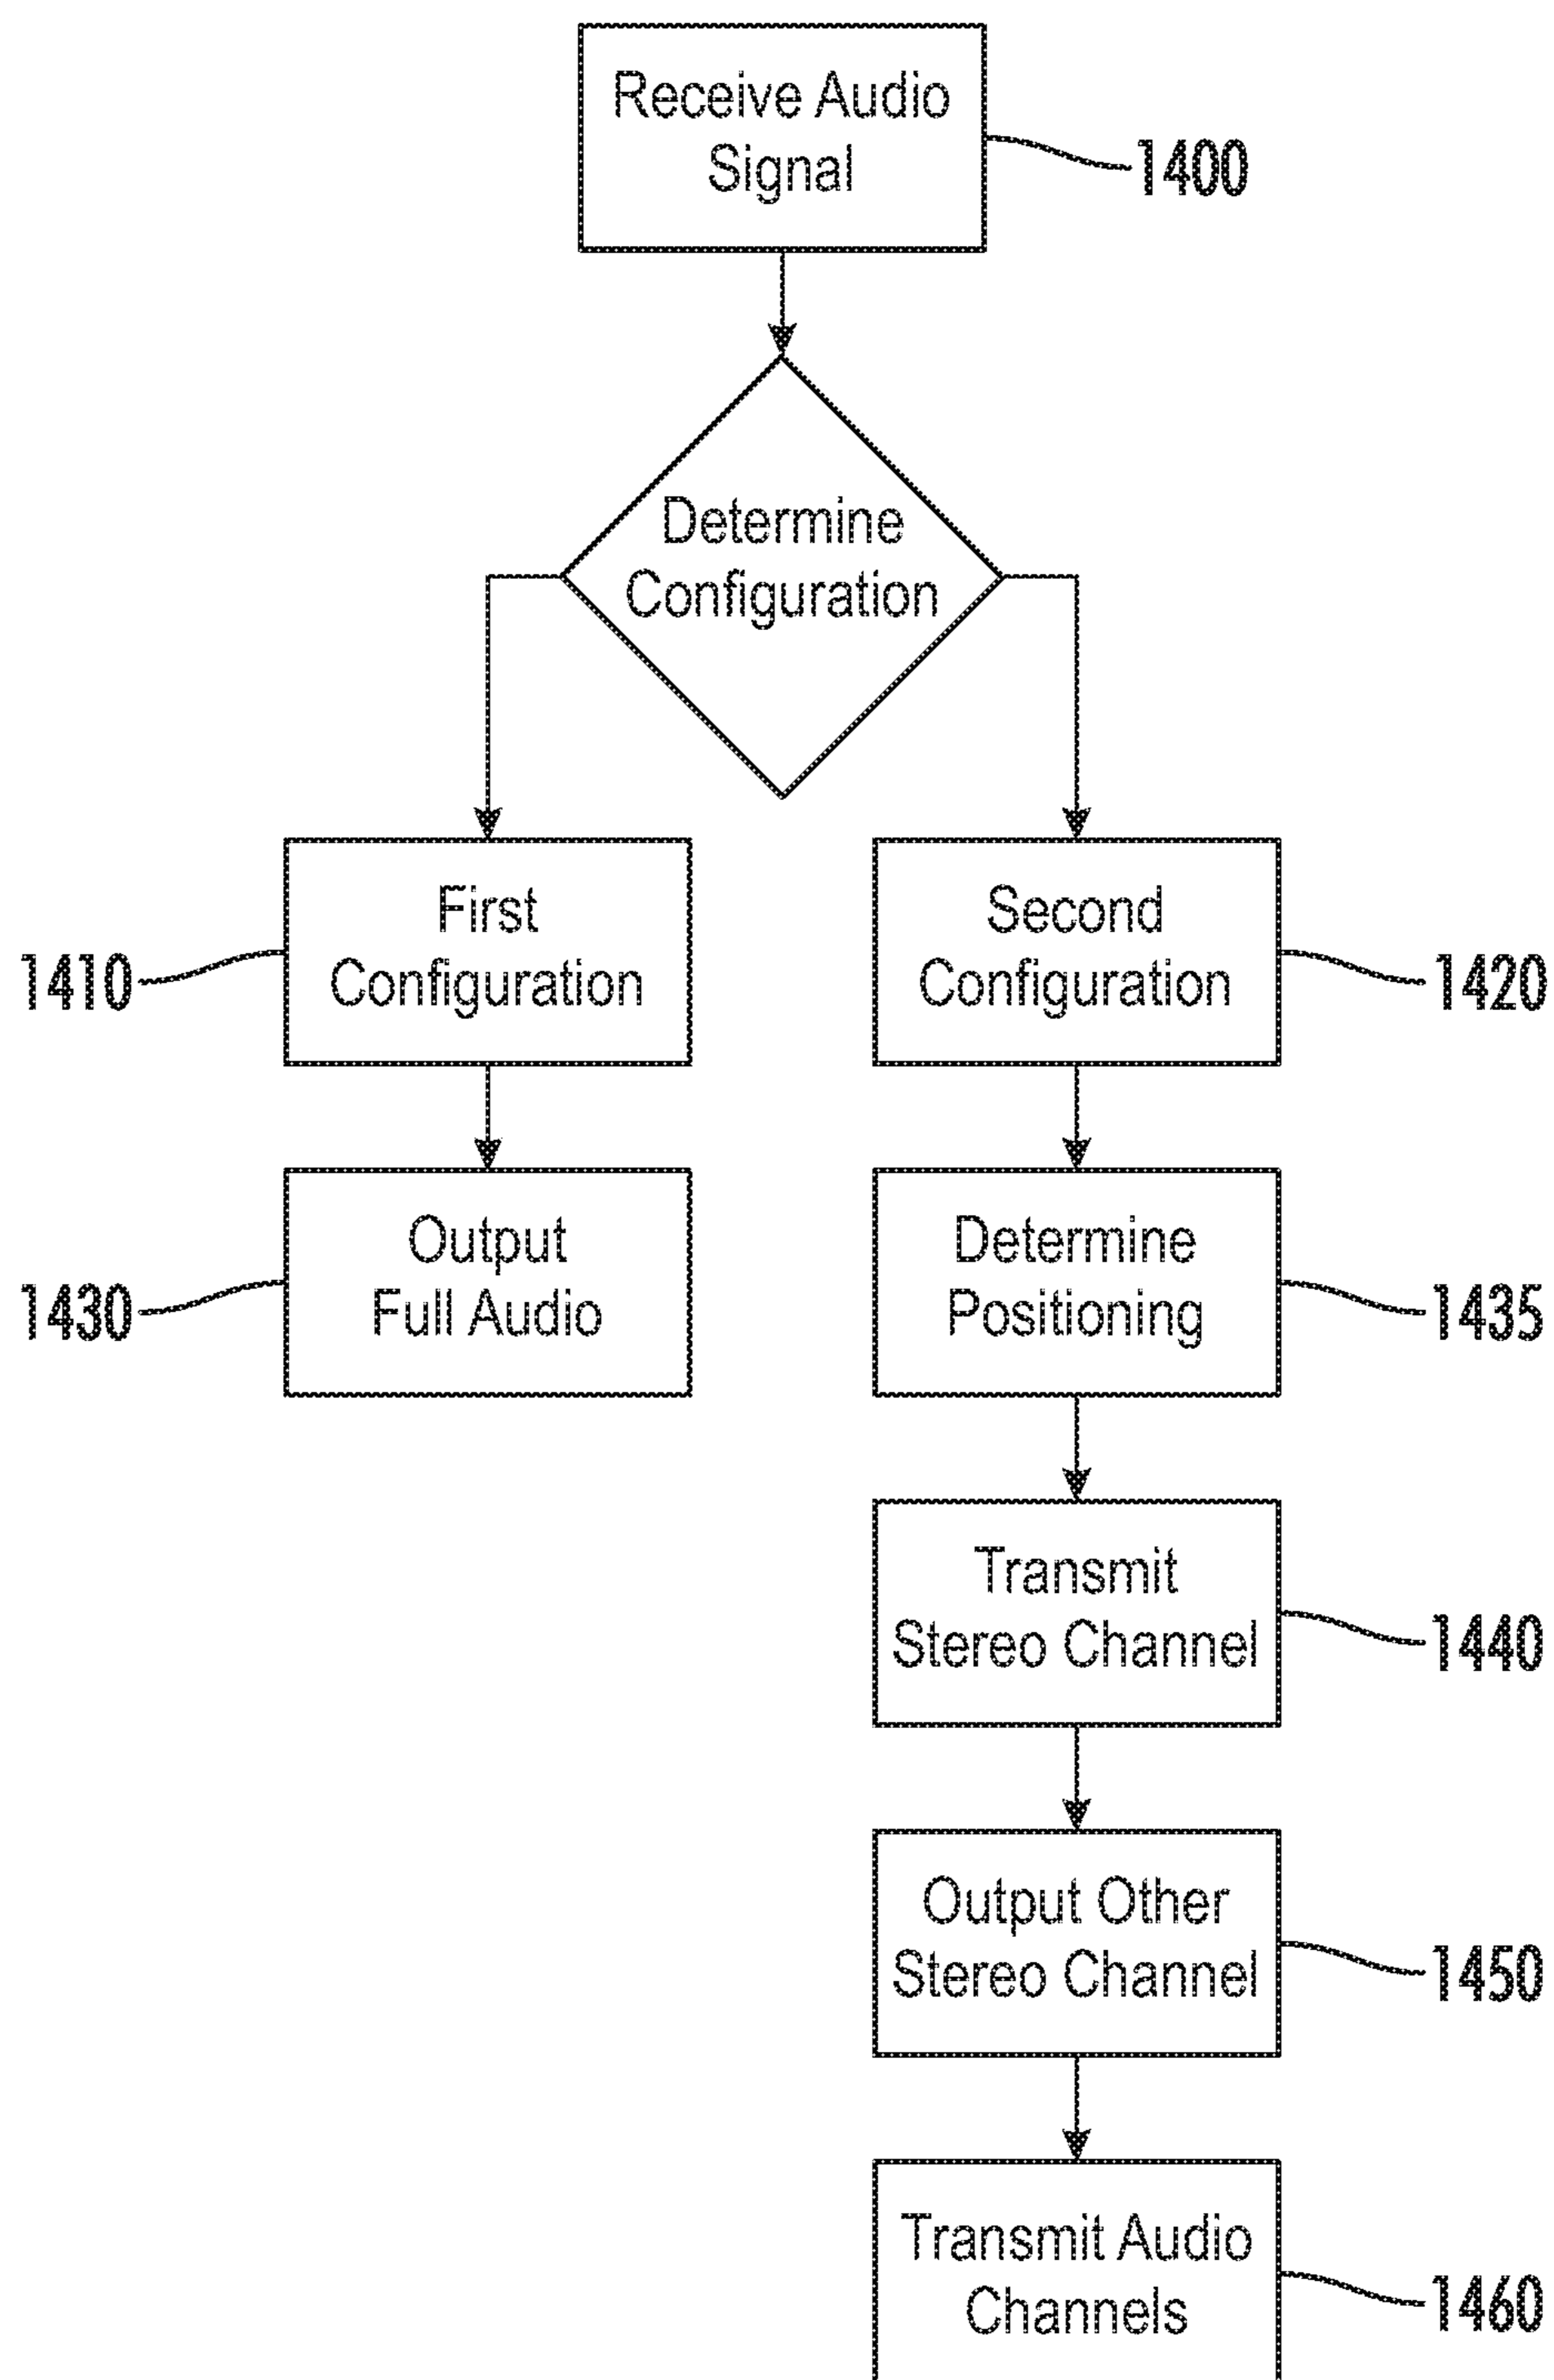 Receive Audio
Signal
1400
Determine
Configuration
First
Configuration
1410
Second
Configuration
1420
Output
Full Audio
1430
Determine
Positioning
1435
Transmit
Stereo Channel
1440
Output Other
Stereo Channel
1450
Transmit Audio
Channels
1460